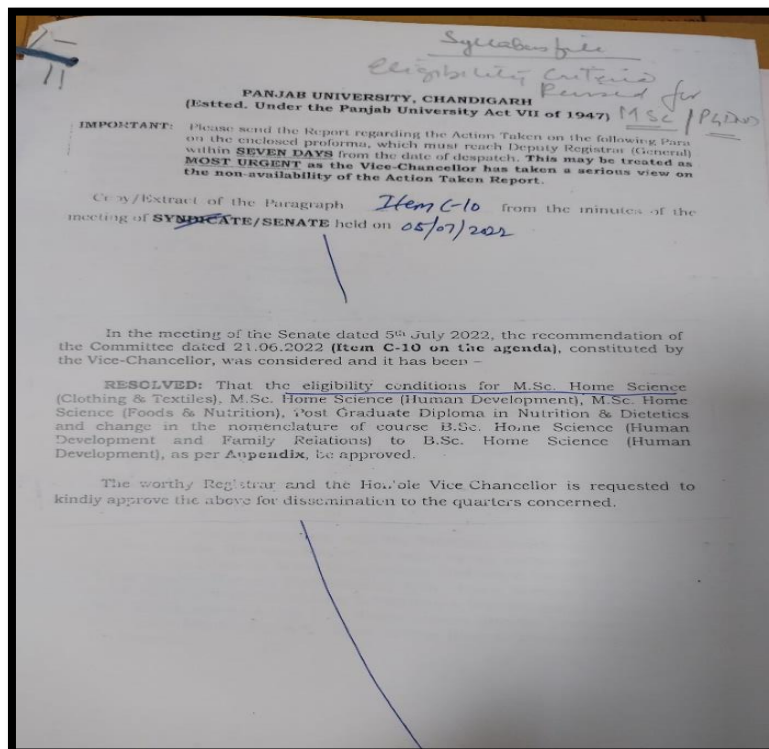 Syllabus file
Eligibility Criteria
Revised for
MSc / PGDND
PANJAB UNIVERSITY, CHANDIGARH
(Estted. Under the Panjab University Act VII of 1947)
IMPORTANT: Please send the Report regarding the Action Taken on the following Para
on the enclosed proforma, which must reach Deputy Registrar (General)
within SEVEN DAYS from the date of despatch. This may be treated as
MOST URGENT as the Vice-Chancellor has taken a serious view on
the non-availability of the Action Taken Report.
Copy/Extract of the Paragraph Item C-10 from the minutes of the
meeting of SYNDICATE/SENATE held on 05/07/2022
In the meeting of the Senate dated 5th July 2022, the recommendation of
the Committee dated 21.06.2022 (Item C-10 on the agenda), constituted by
the Vice-Chancellor, was considered and it has been –
RESOLVED: That the eligibility conditions for M.Sc. Home Science
(Clothing & Textiles), M.Sc. Home Science (Human Development), M.Sc. Home
Science (Foods & Nutrition), Post Graduate Diploma in Nutrition & Dietetics
and change in the nomenclature of course B.Sc. Home Science (Human
Development and Family Relations) to B.Sc. Home Science (Human
Development), as per Appendix, be approved.
The worthy Registrar and the Hon'ble Vice Chancellor is requested to
kindly approve the above for dissemination to the quarters concerned.